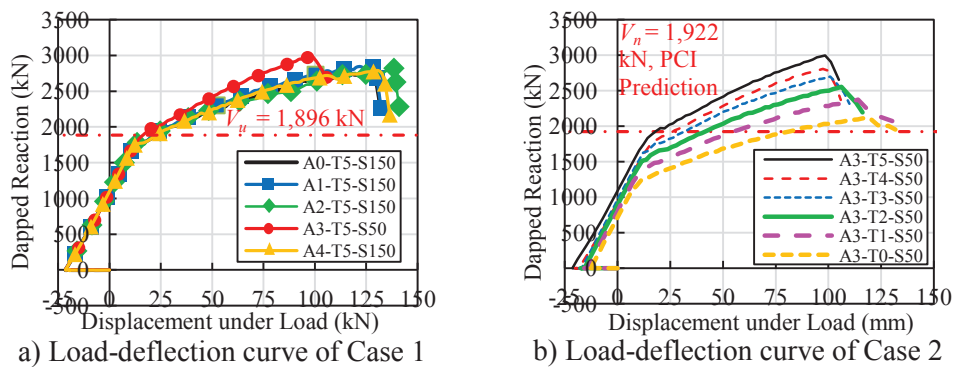 3500
3000
2500
2000
1500
1000
500
0
-500
-25
0
25
50
75
100
125
150
Dapped Reaction (kN)
Displacement under Load (kN)
V_u = 1,896 kN
A0-T5-S150
A1-T5-S150
A2-T5-S150
A3-T5-S50
A4-T5-S150
a) Load-deflection curve of Case 1
3500
3000
2500
2000
1500
1000
500
0
-500
-25
0
25
50
75
100
125
150
Dapped Reaction (kN)
Displacement under Load (mm)
V_n = 1,922
kN, PCI
Prediction
A3-T5-S50
A3-T4-S50
A3-T3-S50
A3-T2-S50
A3-T1-S50
A3-T0-S50
b) Load-deflection curve of Case 2